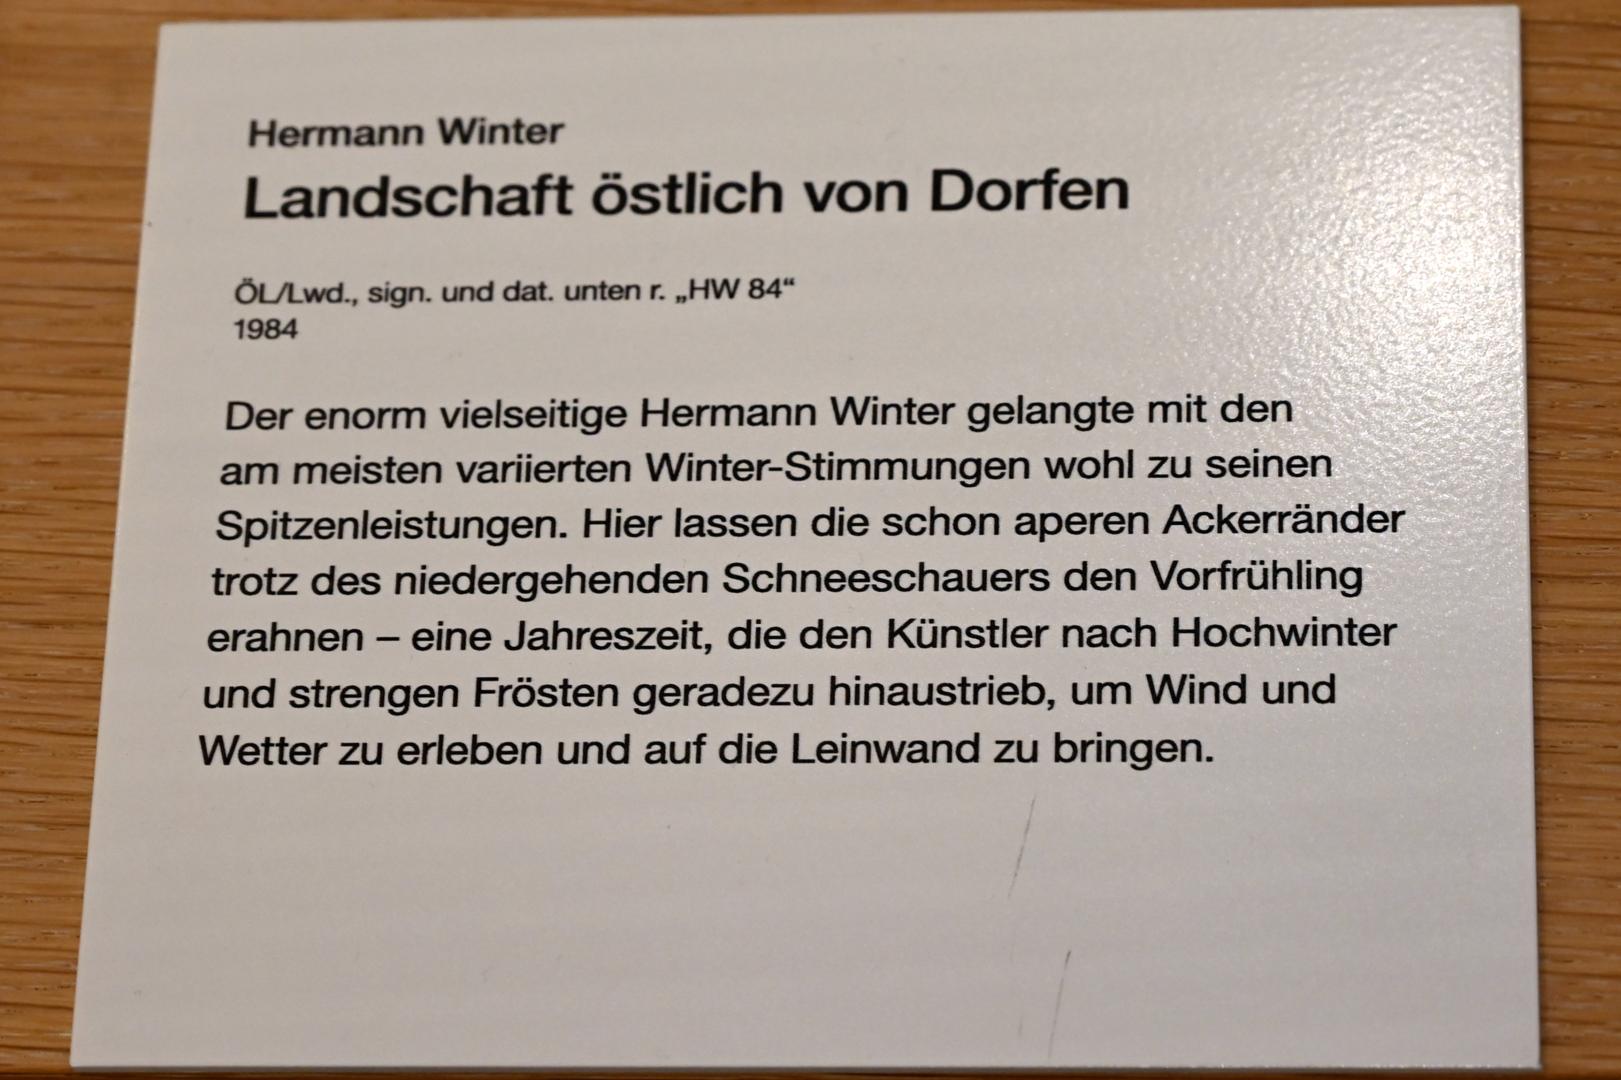 Hermann Winter
Landschaft östlich von Dorfen
ÖL/Lwd., sign. und dat. unten r. „HW 84“
1984
Der enorm vielseitige Hermann Winter gelangte mit den
am meisten variierten Winter-Stimmungen wohl zu seinen
Spitzenleistungen. Hier lassen die schon aperen Ackerränder
trotz des niedergehenden Schneeschauers den Vorfrühling
erahnen – eine Jahreszeit, die den Künstler nach Hochwinter
und strengen Frösten geradezu hinaustrieb, um Wind und
Wetter zu erleben und auf die Leinwand zu bringen.